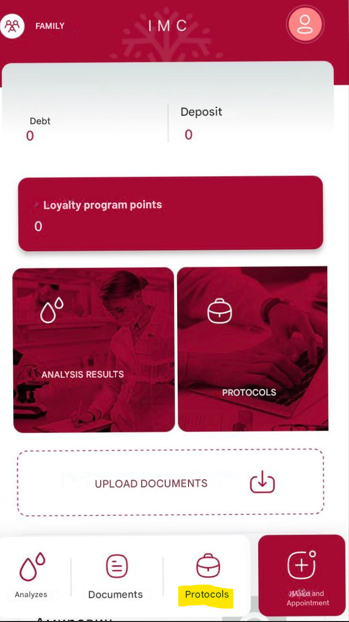 FAMILY
IMC
Debt
0
Deposit
0
Loyalty program points
0
ANALYSIS RESULTS
PROTOCOLS
UPLOAD DOCUMENTS
Analyzes
Documents
Protocols
and
Appointment